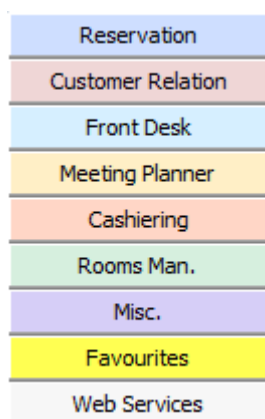 Reservation
Customer Relation
Front Desk
Meeting Planner
Cashiering
Rooms Man.
Misc.
Favourites
Web Services